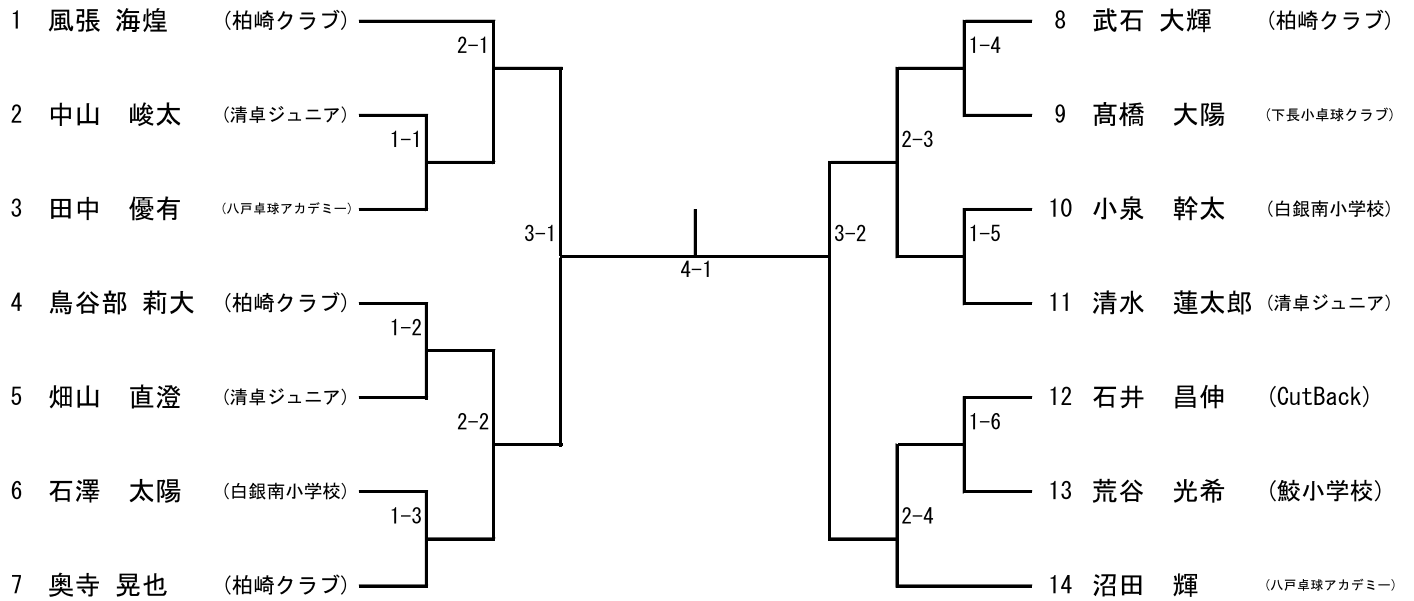 1 風張 海煌 (柏崎クラブ)
2 中山 峻太 (清卓ジュニア)
3 田中 優有 (八戸卓球アカデミー)
4 鳥谷部 莉大 (柏崎クラブ)
5 畑山 直澄 (清卓ジュニア)
6 石澤 太陽 (白銀南小学校)
7 奥寺 晃也 (柏崎クラブ)
2-1
1-1
3-1
1-2
2-2
1-3
4-1
1-4
2-3
3-2
1-5
1-6
2-4
8 武石 大輝 (柏崎クラブ)
9 髙橋 大陽 (下長小卓球クラブ)
10 小泉 幹太 (白銀南小学校)
11 清水 蓮太郎 (清卓ジュニア)
12 石井 昌伸 (CutBack)
13 荒谷 光希 (鮫小学校)
14 沼田 輝 (八戸卓球アカデミー)